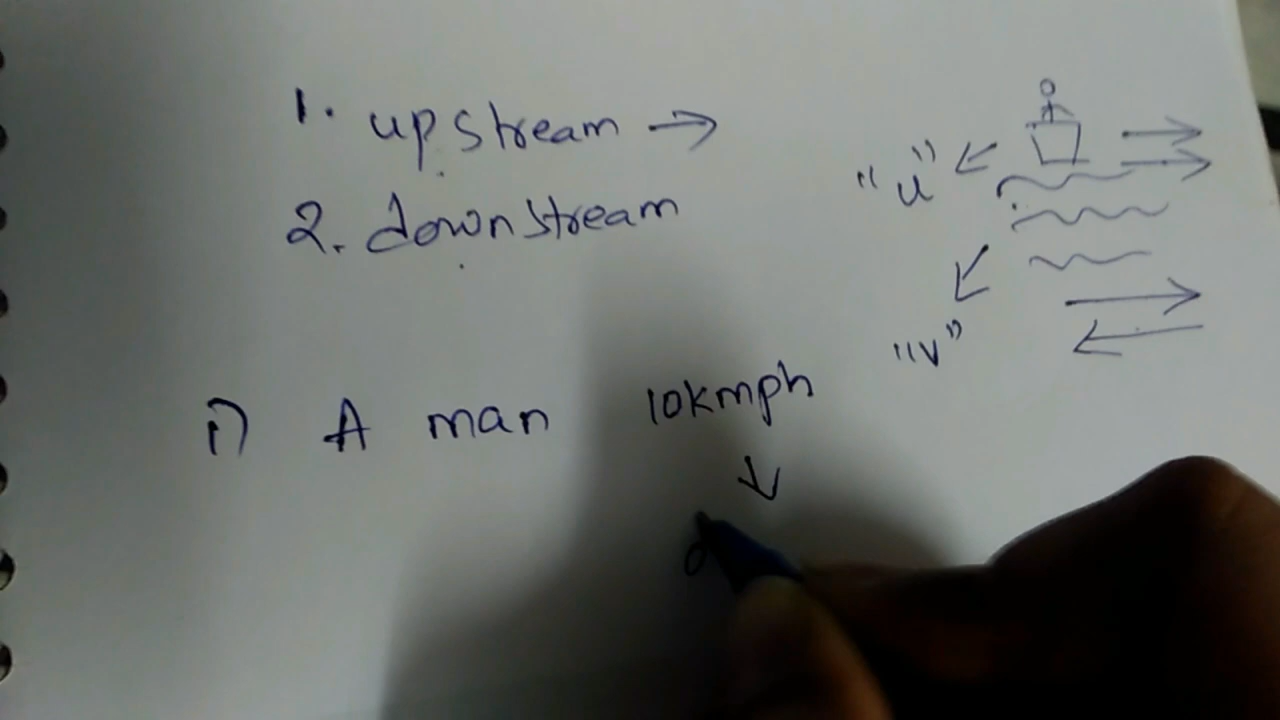 1. upstream →
2. downstream
"u"
"v"
i) A man 10kmph
↓
d